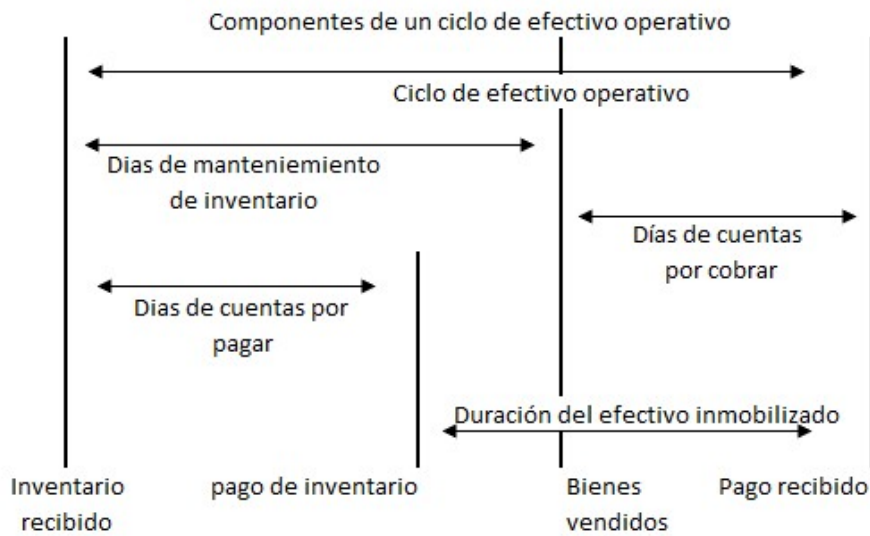 Componentes de un ciclo de efectivo operativo
Ciclo de efectivo operativo
Dias de manteniemiento
de inventario
Días de cuentas
por cobrar
Dias de cuentas por
pagar
Duración del efectivo inmobilizado
Inventario
recibido
pago de inventario
Bienes
vendidos
Pago recibido